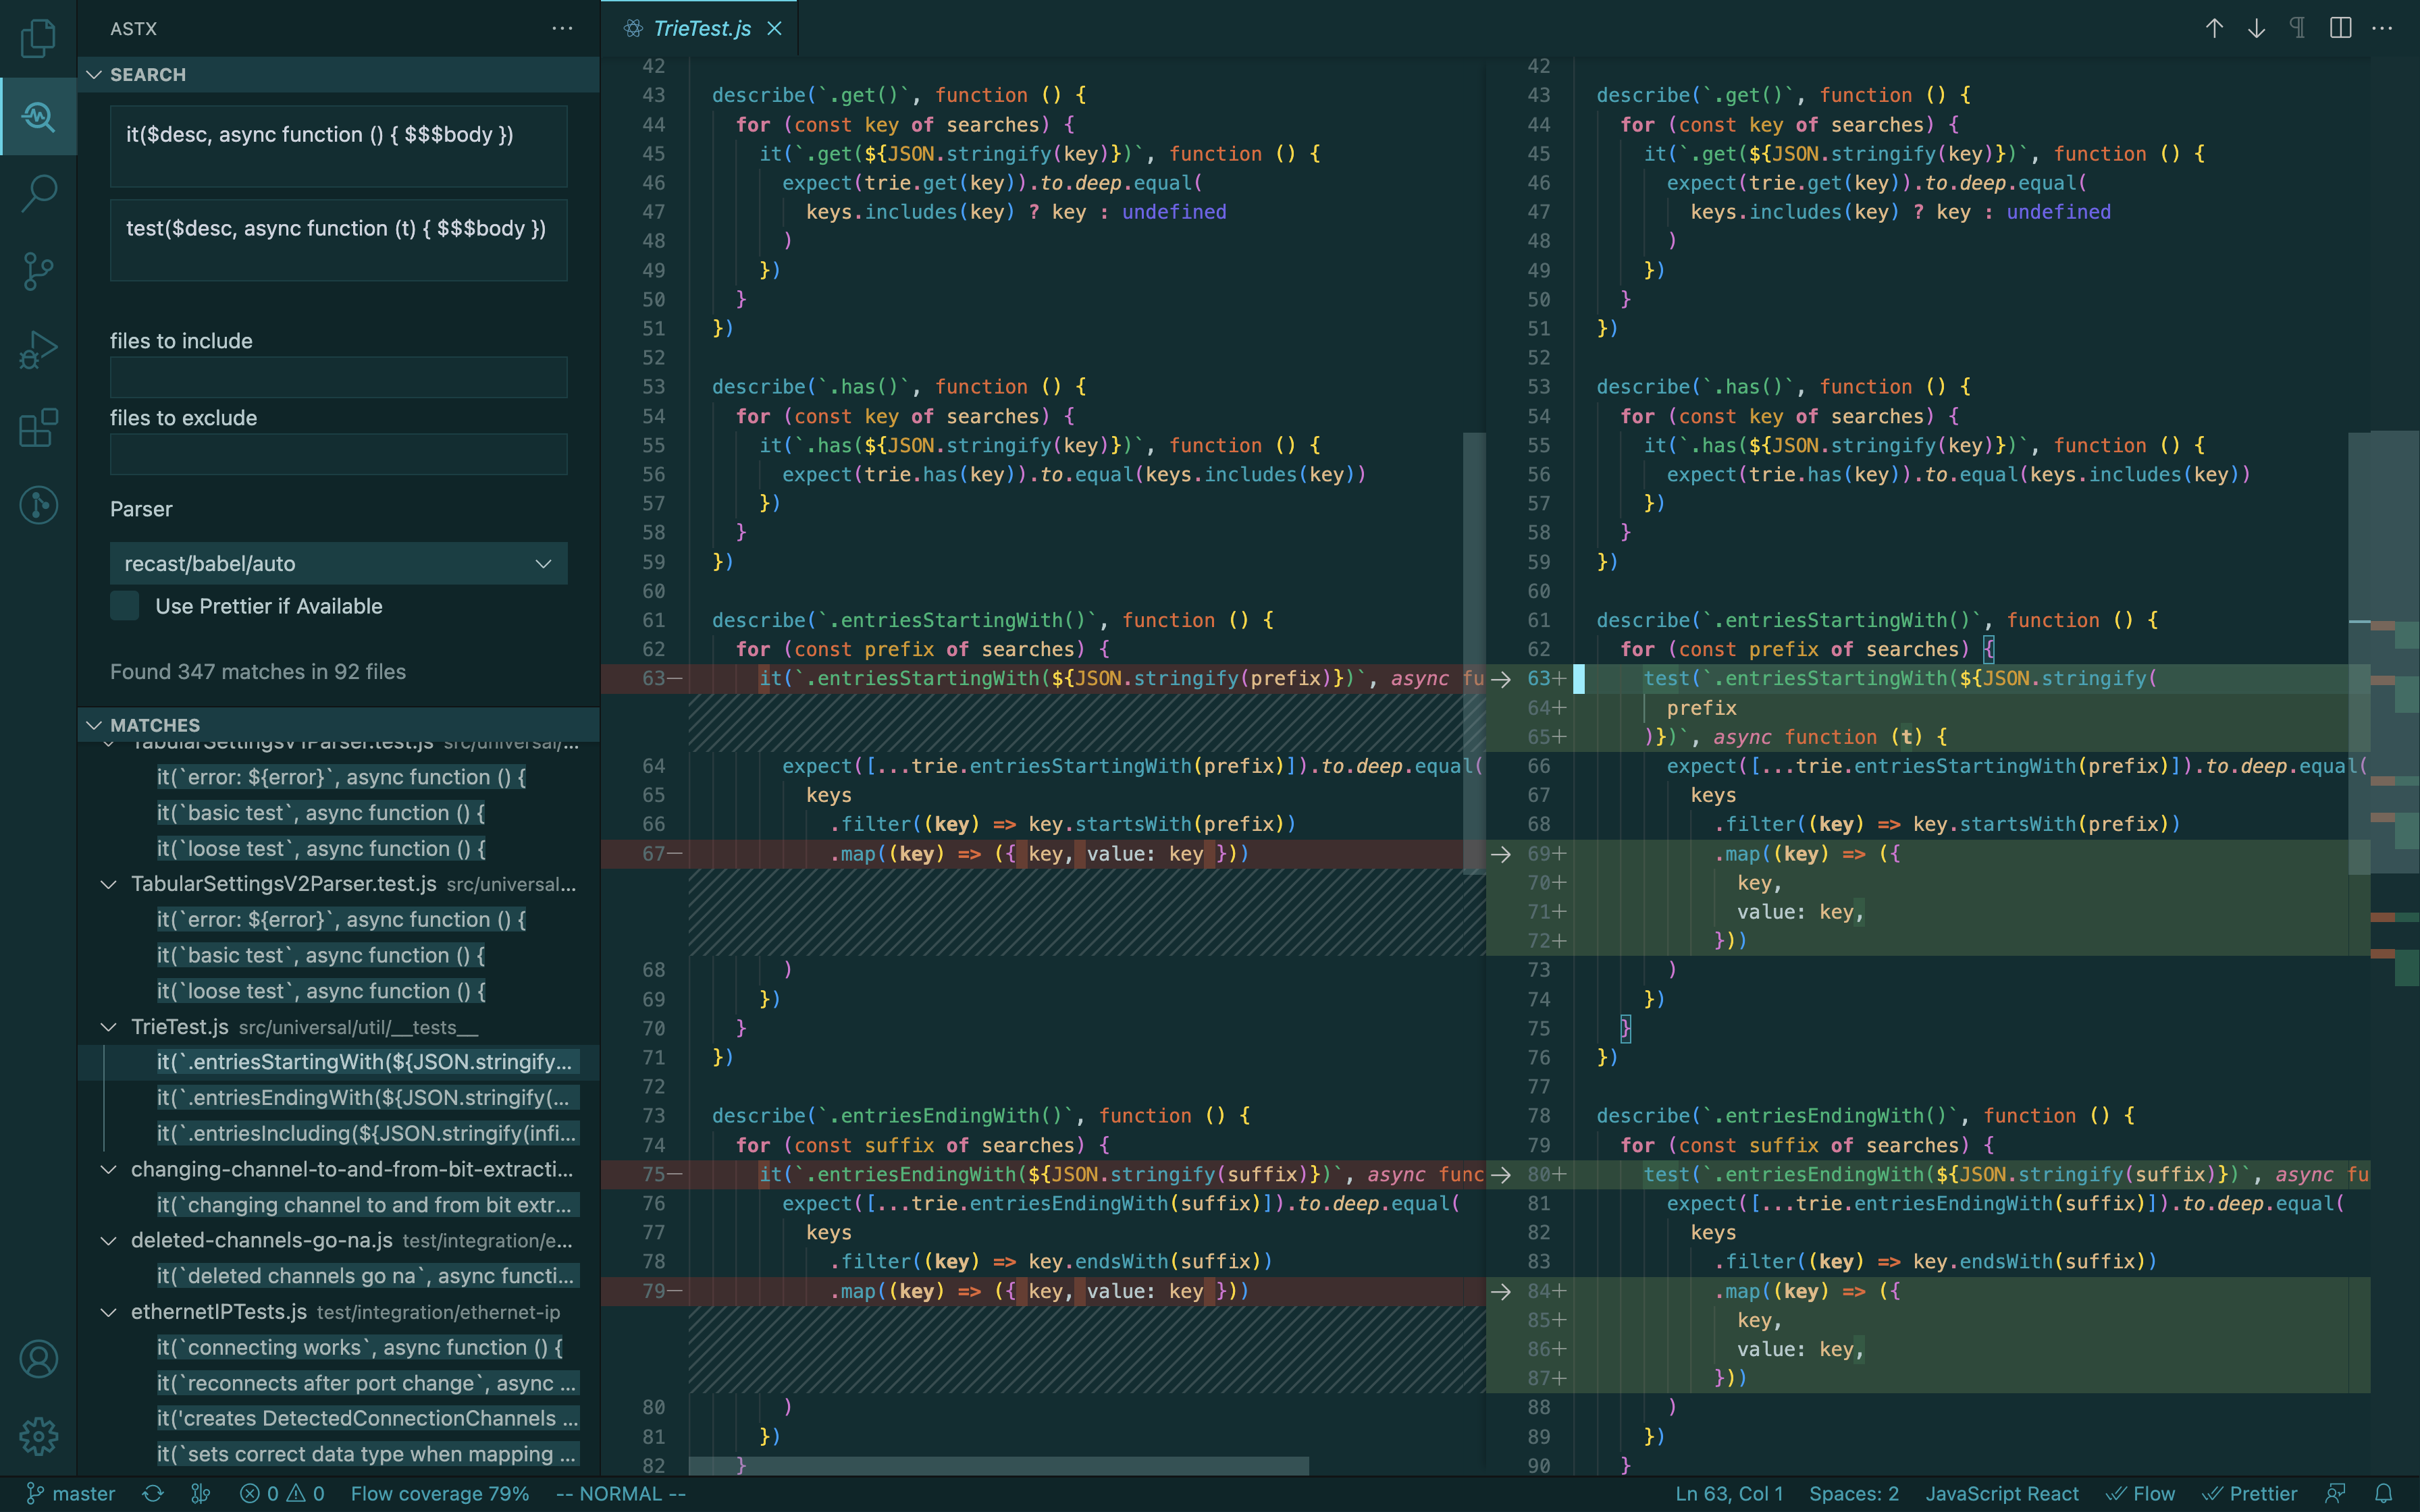 ASTX
SEARCH
it($desc, async function () { $$$body })
test($desc, async function (t) { $$$body })
files to include
files to exclude
Parser
recast/babel/auto
Use Prettier if Available
Found 347 matches in 92 files
MATCHES
TabularSettingsV1Parser.test.js src/universal/...
it(`error: ${error}`, async function () {
it(`basic test`, async function () {
it(`loose test`, async function () {
TabularSettingsV2Parser.test.js src/universal...
it(`error: ${error}`, async function () {
it(`basic test`, async function () {
it(`loose test`, async function () {
TrieTest.js src/universal/util/__tests__
it(`.entriesStartingWith(${JSON.stringify...
it(`.entriesEndingWith(${JSON.stringify(...
it(`.entriesIncluding(${JSON.stringify(infi...
changing-channel-to-and-from-bit-extracti...
it(`changing channel to and from bit extr...
deleted-channels-go-na.js test/integration/e...
it(`deleted channels go na`, async functi...
ethernetIPTests.js test/integration/ethernet-ip
it(`connecting works`, async function () {
it(`reconnects after port change`, async ...
it('creates DetectedConnectionChannels ...
it(`sets correct data type when mapping ...
TrieTest.js
42
43 describe(`.get()`, function () {
44 for (const key of searches) {
45 it(`.get(${JSON.stringify(key)})`, function () {
46 expect(trie.get(key)).to.deep.equal(
47 keys.includes(key) ? key : undefined
48 )
49 })
50 }
51 })
52
53 describe(`.has()`, function () {
54 for (const key of searches) {
55 it(`.has(${JSON.stringify(key)})`, function () {
56 expect(trie.has(key)).to.equal(keys.includes(key))
57 })
58 }
59 })
60
61 describe(`.entriesStartingWith()`, function () {
62 for (const prefix of searches) {
63— it(`.entriesStartingWith(${JSON.stringify(prefix)})`, async fu
64 expect([...trie.entriesStartingWith(prefix)]).to.deep.equal(
65 keys
66 .filter((key) => key.startsWith(prefix))
67— .map((key) => ({ key, value: key }))
68 )
69 })
70 }
71 })
72
73 describe(`.entriesEndingWith()`, function () {
74 for (const suffix of searches) {
75— it(`.entriesEndingWith(${JSON.stringify(suffix)})`, async func
76 expect([...trie.entriesEndingWith(suffix)]).to.deep.equal(
77 keys
78 .filter((key) => key.endsWith(suffix))
79— .map((key) => ({ key, value: key }))
80 )
81 })
82 }
42
43 describe(`.get()`, function () {
44 for (const key of searches) {
45 it(`.get(${JSON.stringify(key)})`, function () {
46 expect(trie.get(key)).to.deep.equal(
47 keys.includes(key) ? key : undefined
48 )
49 })
50 }
51 })
52
53 describe(`.has()`, function () {
54 for (const key of searches) {
55 it(`.has(${JSON.stringify(key)})`, function () {
56 expect(trie.has(key)).to.equal(keys.includes(key))
57 })
58 }
59 })
60
61 describe(`.entriesStartingWith()`, function () {
62 for (const prefix of searches) {
63+ test(`.entriesStartingWith(${JSON.stringify(
64+ prefix
65+ )})`, async function (t) {
66 expect([...trie.entriesStartingWith(prefix)]).to.deep.equal(
67 keys
68 .filter((key) => key.startsWith(prefix))
69+ .map((key) => ({
70+ key,
71+ value: key,
72+ }))
73 )
74 })
75 }
76 })
77
78 describe(`.entriesEndingWith()`, function () {
79 for (const suffix of searches) {
80+ test(`.entriesEndingWith(${JSON.stringify(suffix)})`, async fu
81 expect([...trie.entriesEndingWith(suffix)]).to.deep.equal(
82 keys
83 .filter((key) => key.endsWith(suffix))
84+ .map((key) => ({
85+ key,
86+ value: key,
87+ }))
88 )
89 })
90 }
master 0 0 Flow coverage 79% -- NORMAL -- Ln 63, Col 1 Spaces: 2 JavaScript React Flow Prettier